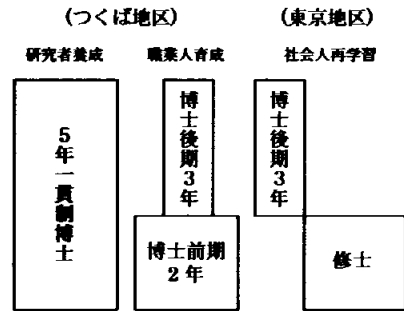 (つくば地区)
(東京地区)
研究者養成
職業人育成
社会人再学習
5年一貫制博士
博士後期3年
博士前期
2年
博士後期3年
修士